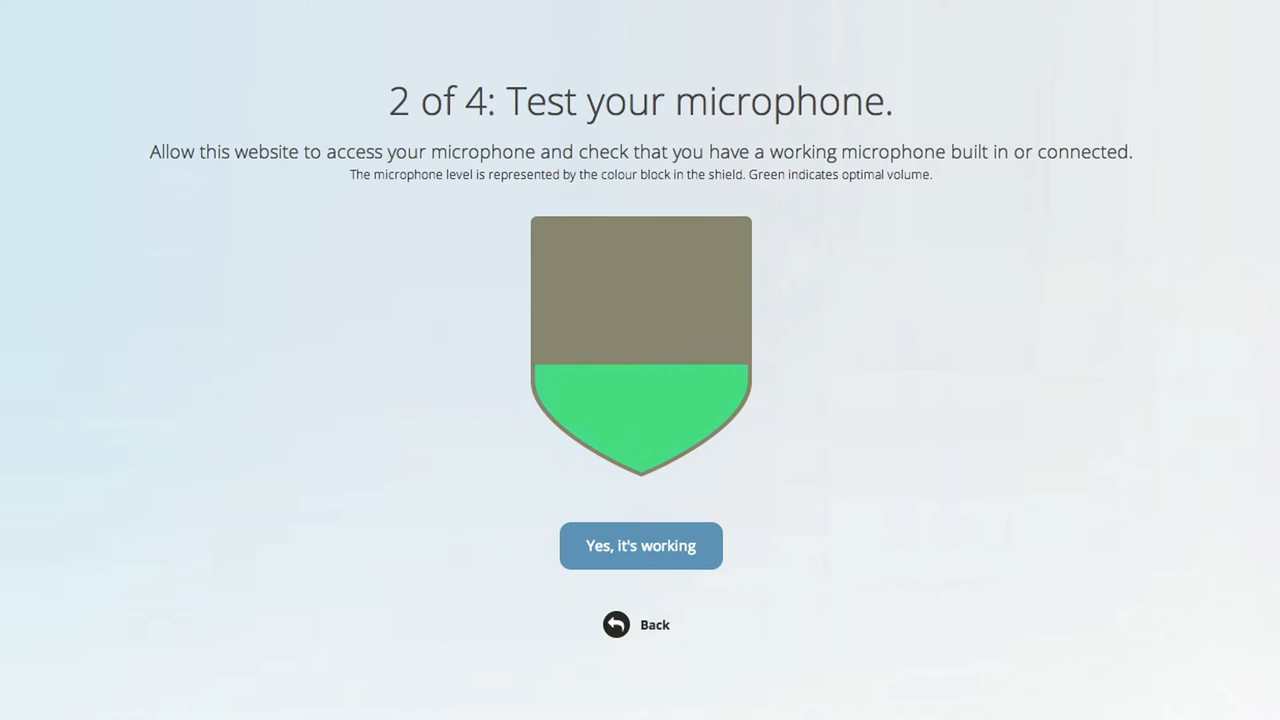 2 of 4: Test your microphone.
Allow this website to access your microphone and check that you have a working microphone built in or connected.
The microphone level is represented by the colour block in the shield. Green indicates optimal volume.
Yes, it's working
Back